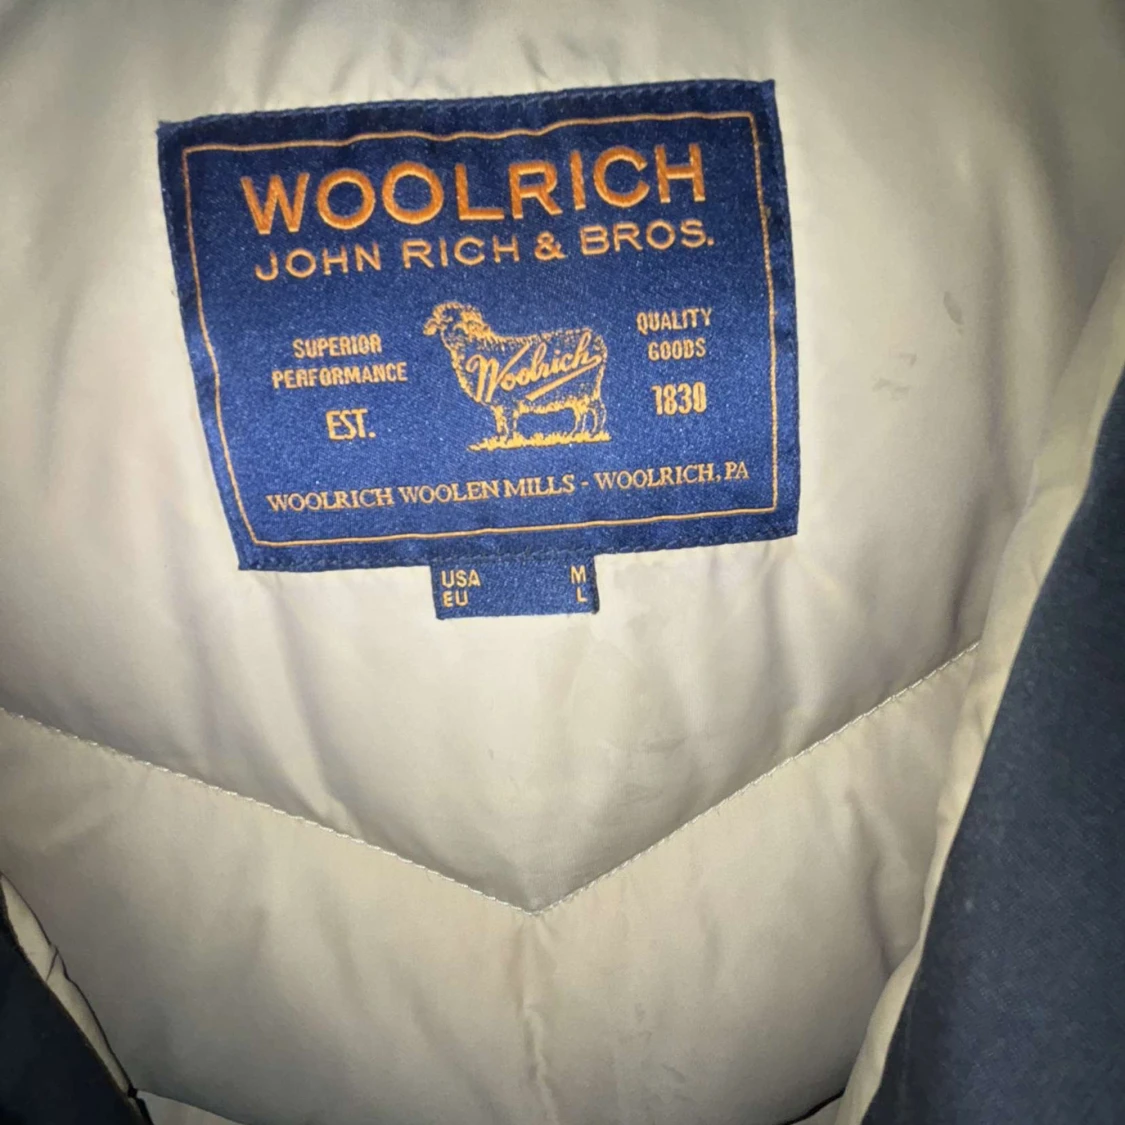 WOOLRICH
JOHN RICH & BROS.
SUPERIOR
PERFORMANCE
EST.
Woolrich
QUALITY
GOODS
1830
WOOLRICH WOOLEN MILLS - WOOLRICH, PA
USA M
EU L